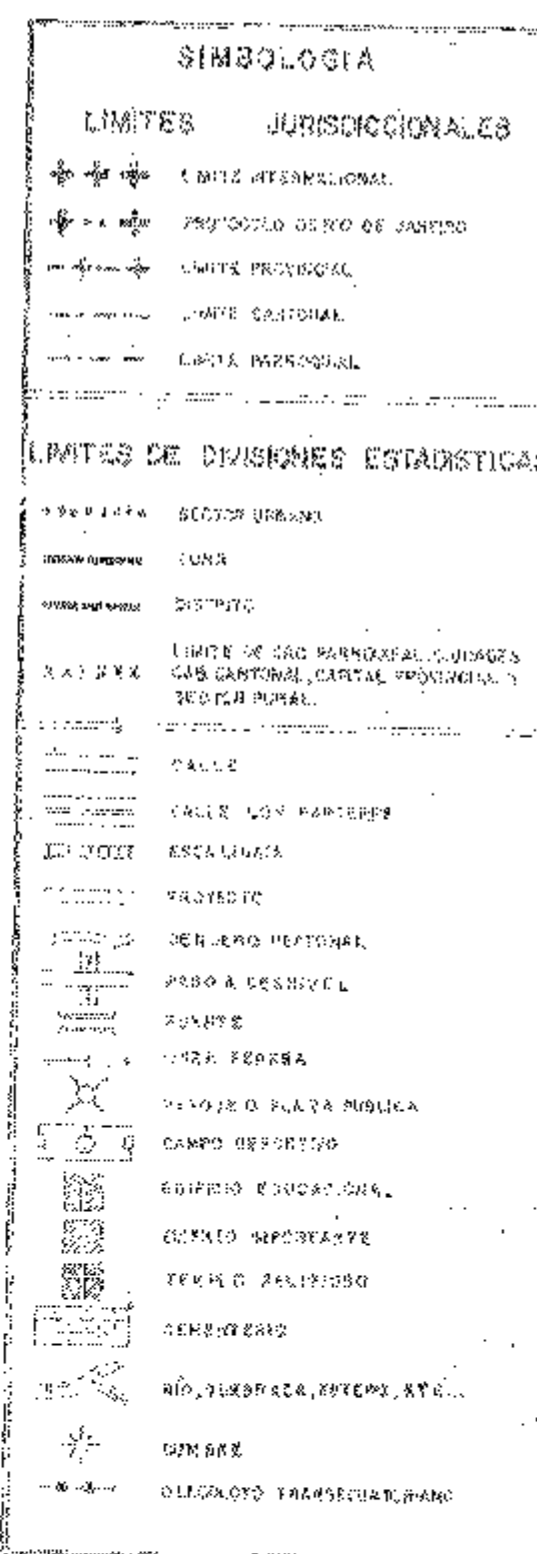 SIMBOLOGIA
LIMITES JURISDICCIONALES
LIMITE INTERNACIONAL
PROTOCOLO DE RIO DE JANEIRO
LIMITE PROVINCIAL
LIMITE CANTONAL
LIMITE PARROQUIAL
LIMITES DE DIVISIONES ESTADISTICAS
SECTOR URBANO
ZONA
DISTRITO
LIMITE DE CAB. PARROQUIAL, CIUDADES
CAB. CANTONAL, CAPITAL PROVINCIAL Y
SECTOR RURAL.
CALLE
CALLE CON PARTERRE
ESCALINATA
PROYECTO
SENDERO PEATONAL
PASO A DESNIVEL
PUENTE
LINEA FERREA
PARQUE O PLAZA PUBLICA
CAMPO DEPORTIVO
EDIFICIO EDUCACIONAL
EDIFICIO IMPORTANTE
TEMPLO RELIGIOSO
CEMENTERIO
RIO, QUEBRADA, ESTERO, ETC...
CUMBRE
OLEODUCTO TRANSECUATORIANO